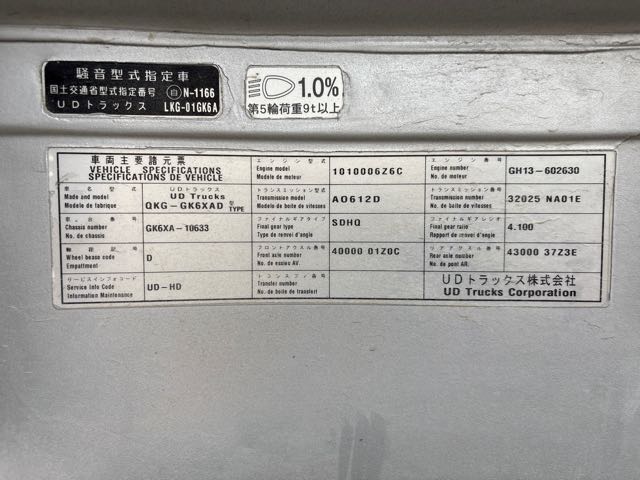 騒音型式指定車
国土交通省型式指定番号 自 N-1166
UDトラックス LKG-01GK6A
1.0%
第5輪荷重9t以上
車両主要諸元票
VEHICLE SPECIFICATIONS
SPECIFICATIONS DE VEHICLE
車名型式
Made and model
Modele de fabrique
UDトラックス
UD Trucks
QKG-GK6XAD 型 TYPE
車台番号
Chassis number
No. de chassis
GK6XA-10633
軸距記号
Wheel bease code
Empattment
D
サービスインフォコード
Service Info Code
Information Maintenance
UD-HD
エンジン型式
Engine model
Modele de moteur
1010006Z6C
トランスミッション型式
Transmission model
Modele de boite de vitesses
AO612D
ファイナルギアタイプ
Final gear type
Type de renvoi d'angle
SDHQ
フロントアクスル番号
Front axle number
No. de essieu AV.
40000 01Z0C
トランスファ番号
Transfer number
No. de boite de transfert
エンジン番号
Engine number
No. de moteur
GH13-602630
トランスミッション番号
Transmission number
No. de boite de vitesses
32025 NA01E
ファイナルギアレシオ
Final gear ratio
Rapport de renvoi d'angle
4.100
リアアクスル番号
Rear axle number
No. de pont AR.
43000 37Z3E
UDトラックス株式会社
UD Trucks Corporation